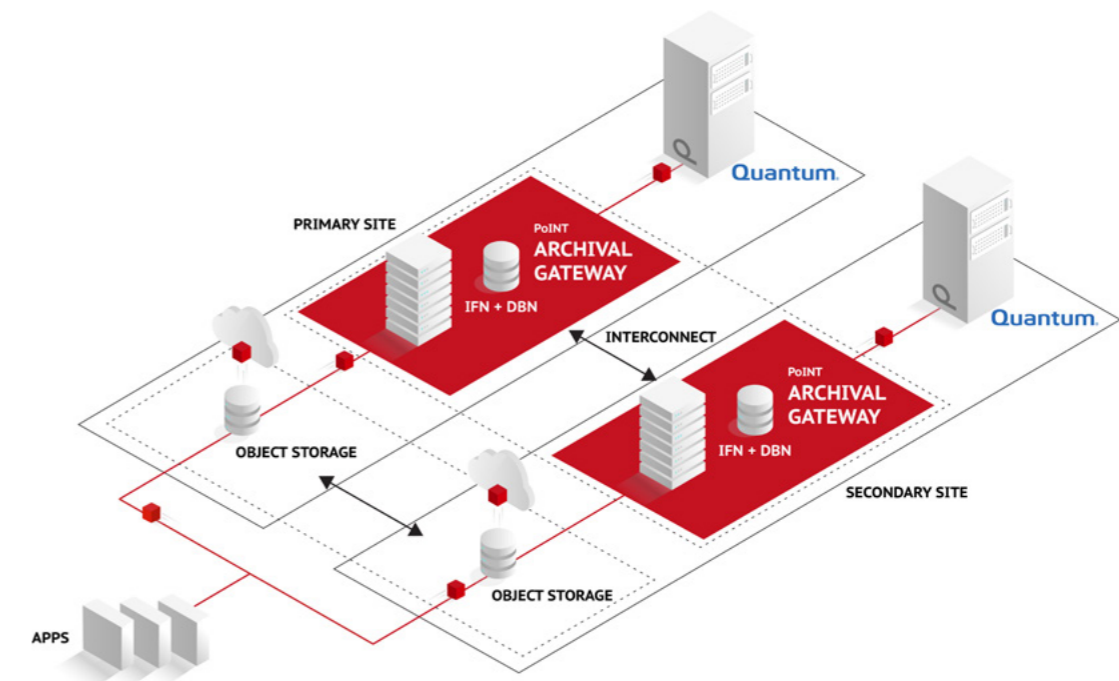 Quantum.
PRIMARY SITE
PoINT
ARCHIVAL
GATEWAY
IFN + DBN
Quantum.
INTERCONNECT
PoINT
ARCHIVAL
GATEWAY
IFN + DBN
OBJECT STORAGE
SECONDARY SITE
OBJECT STORAGE
APPS